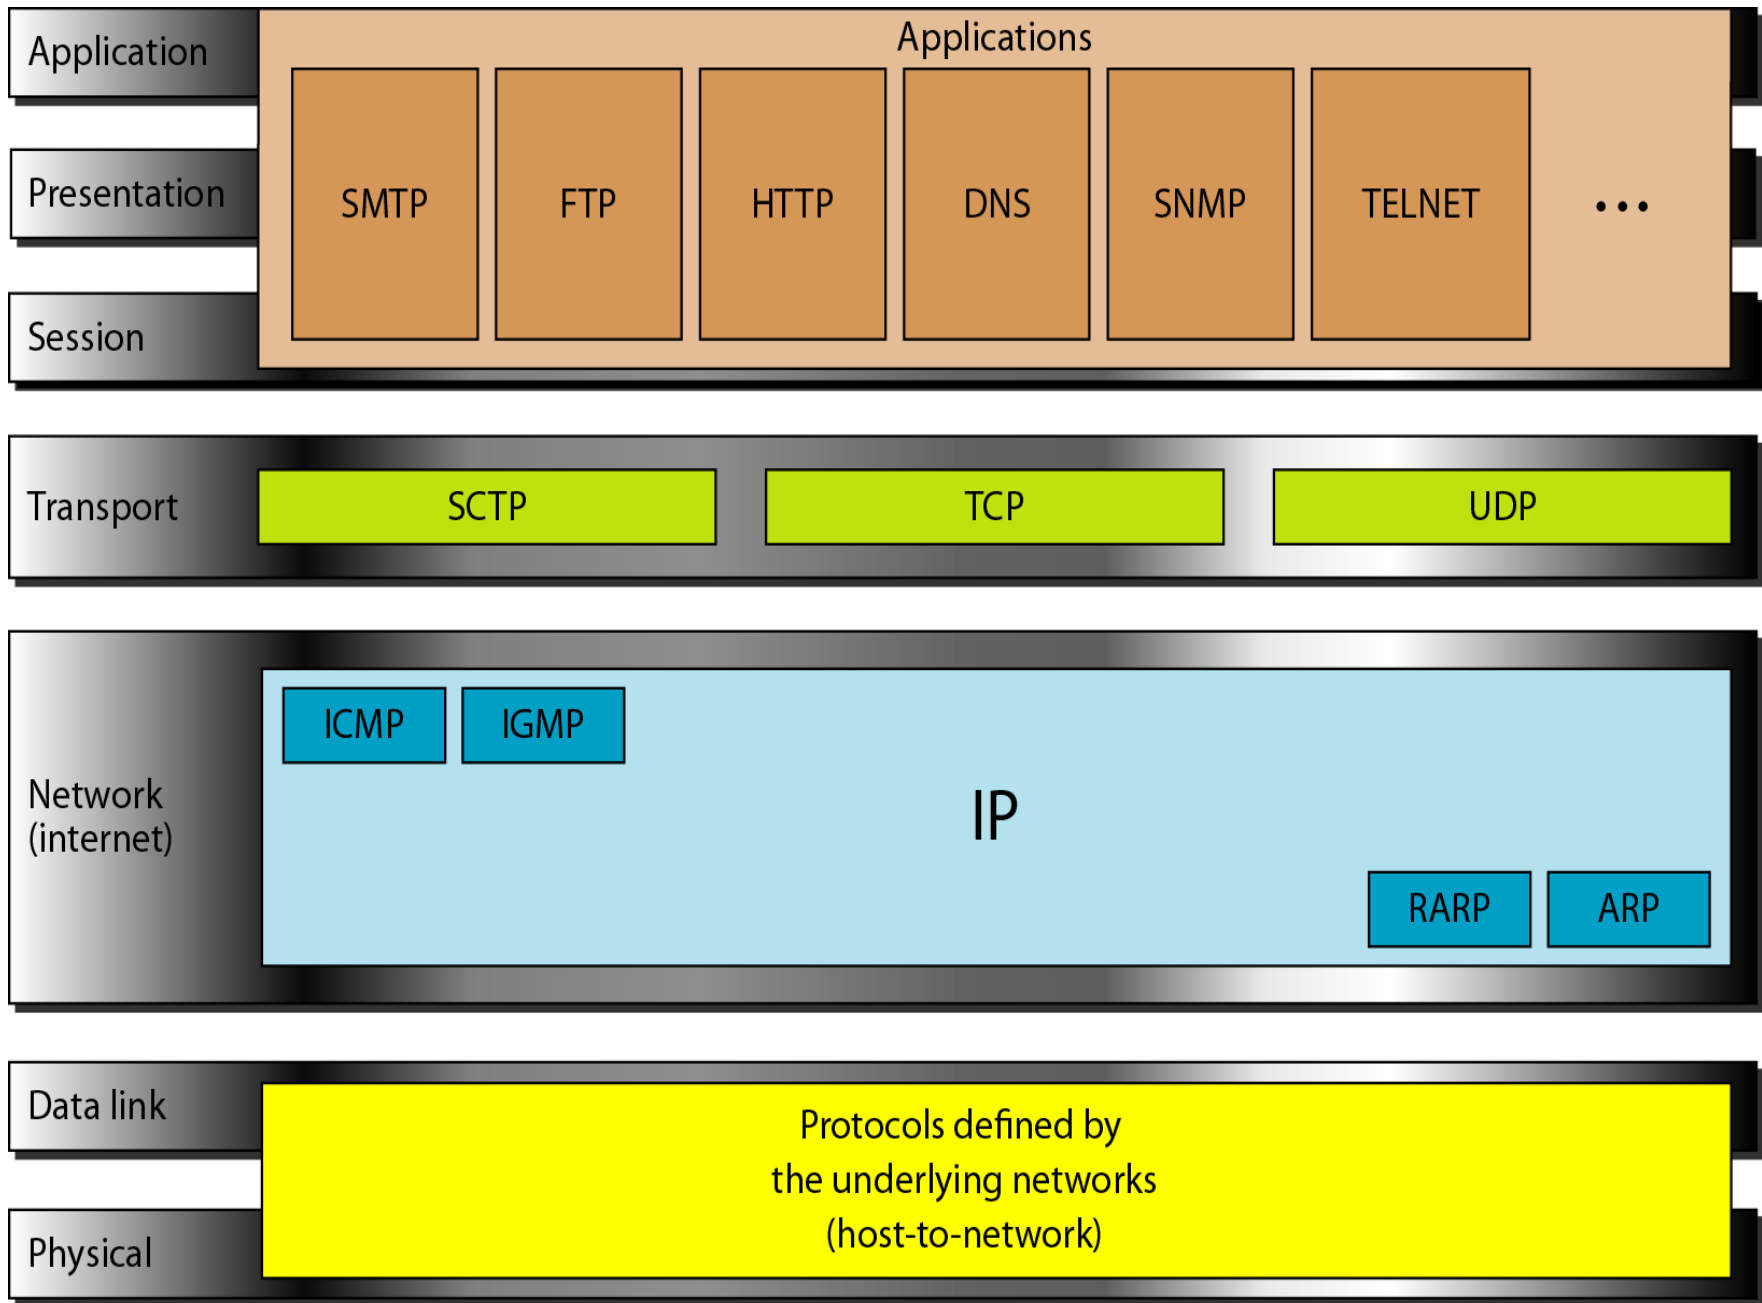 Application
Applications
Presentation
SMTP
FTP
HTTP
DNS
SNMP
TELNET
...
Session
Transport
SCTP
TCP
UDP
Network
(internet)
ICMP
IGMP
IP
RARP
ARP
Data link
Protocols defined by
the underlying networks
(host-to-network)
Physical